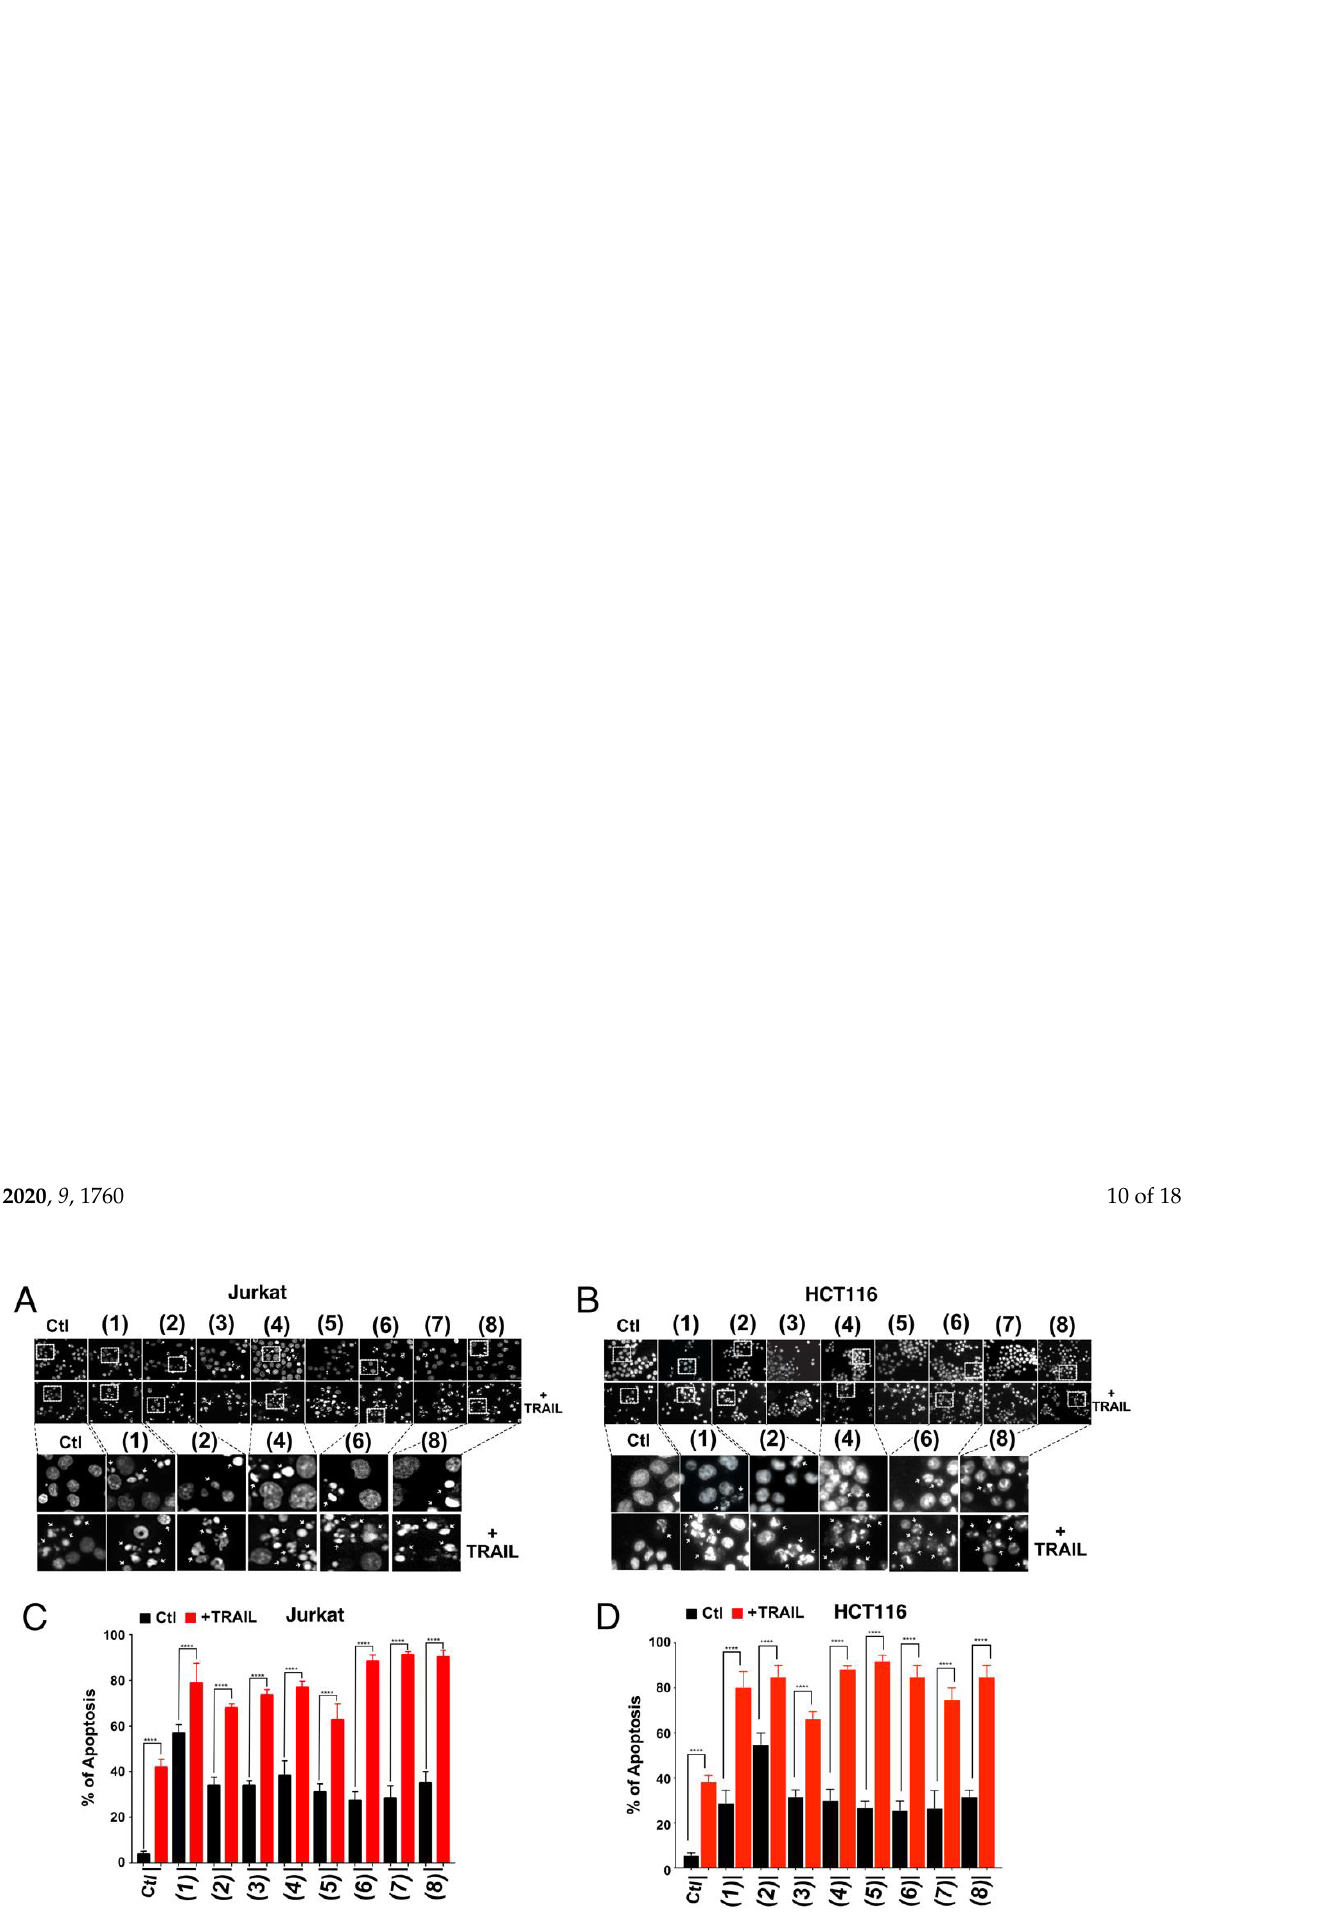 2020, 9, 1760 10 of 18
A Jurkat
Ctl (1) (2) (3) (4) (5) (6) (7) (8)
+
TRAIL
Ctl (1) (2) (4) (6) (8)
+
TRAIL
B HCT116
Ctl (1) (2) (3) (4) (5) (6) (7) (8)
+
TRAIL
Ctl (1) (2) (4) (6) (8)
+
TRAIL
C Ctl +TRAIL Jurkat
% of Apoptosis
100
80
60
40
20
0
**** **** **** **** **** **** **** **** ****
Ctl (1) (2) (3) (4) (5) (6) (7) (8)
D Ctl +TRAIL HCT116
% of Apoptosis
100
80
60
40
20
0
**** **** **** **** **** **** **** **** ****
Ctl (1) (2) (3) (4) (5) (6) (7) (8)